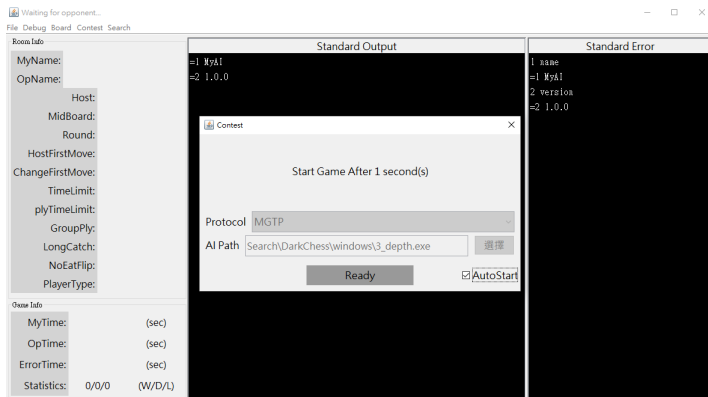 Waiting for opponent...
File Debug Board Contest Search
Room Info
MyName:
OpName:
Host:
MidBoard:
Round:
HostFirstMove:
ChangeFirstMove:
TimeLimit:
plyTimeLimit:
GroupPly:
LongCatch:
NoEatFlip:
PlayerType:
Game Info
MyTime: (sec)
OpTime: (sec)
ErrorTime: (sec)
Statistics: 0/0/0 (W/D/L)
Standard Output
=1 MyAI
=2 1.0.0
Contest
Start Game After 1 second(s)
Protocol MGTP
AI Path Search\DarkChess\windows\3_depth.exe 選擇
Ready AutoStart
Standard Error
1 name
=1 MyAI
2 version
=2 1.0.0